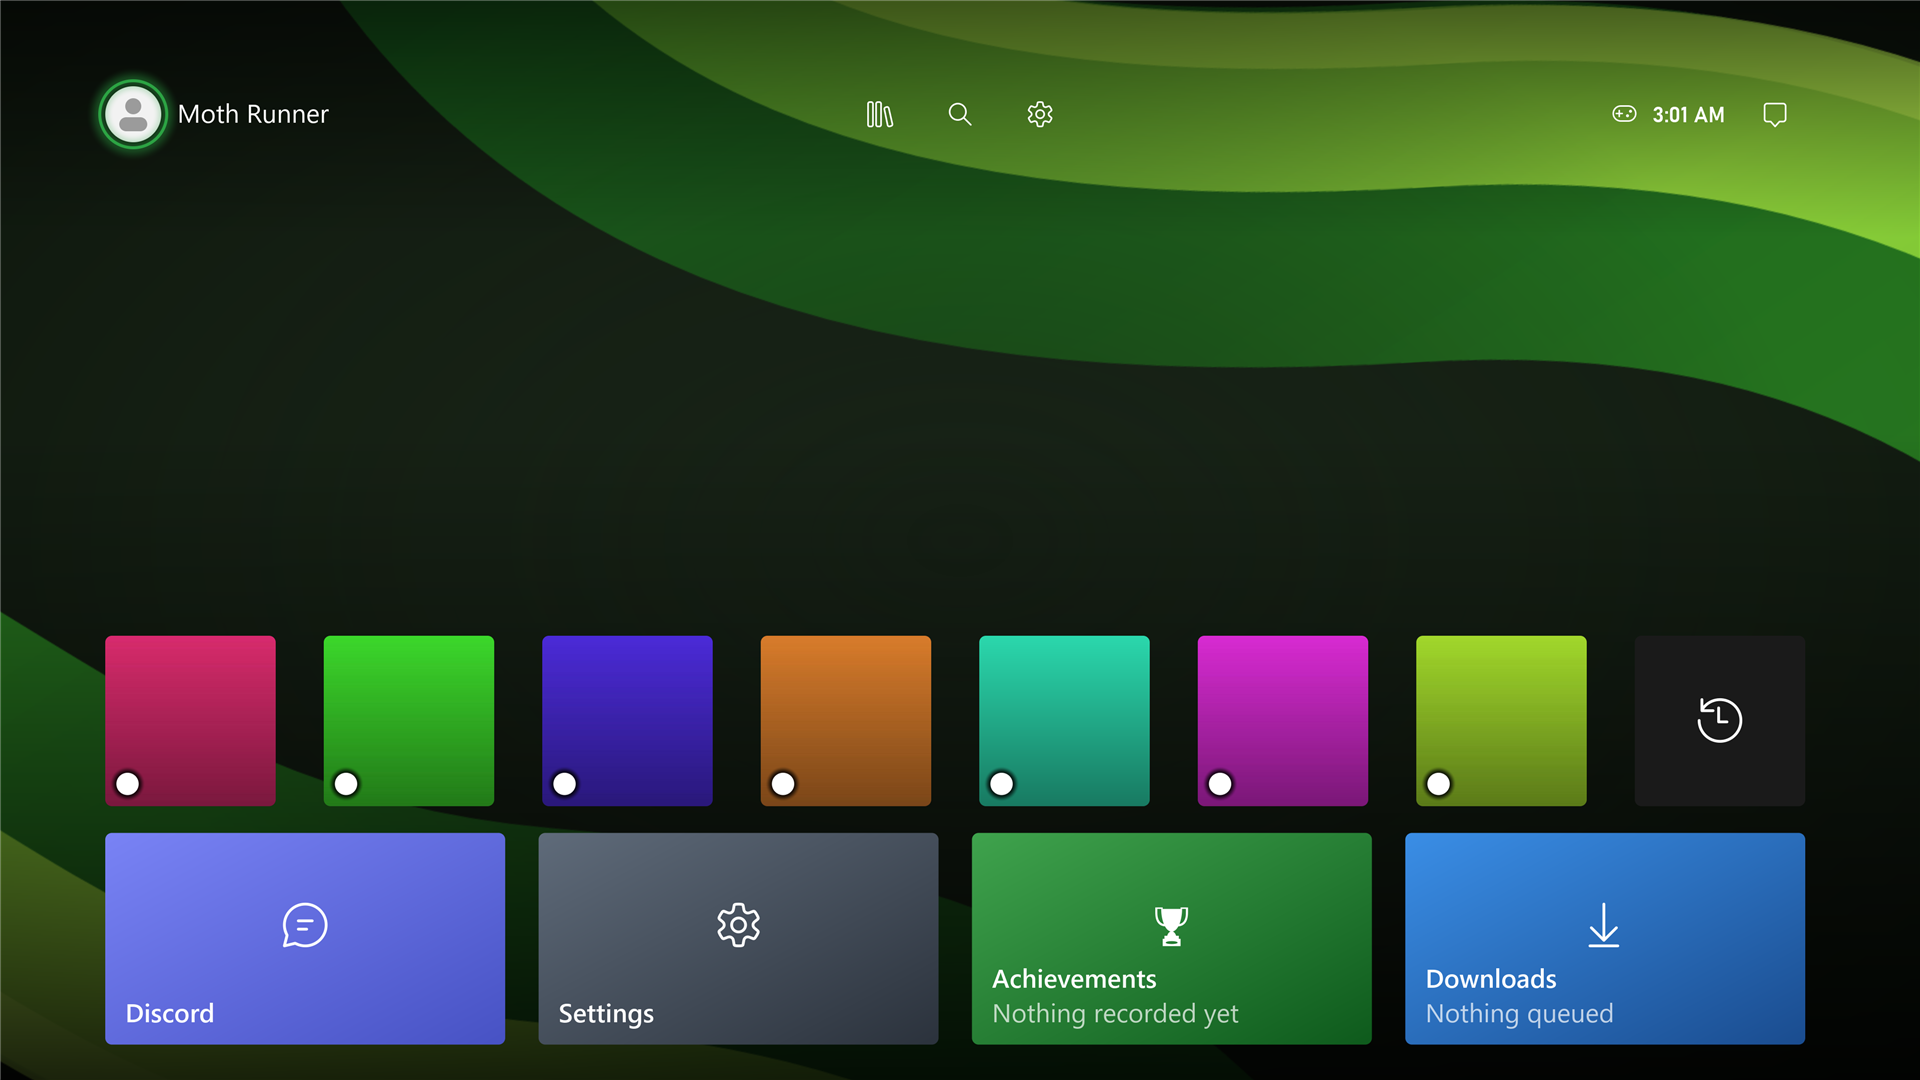 Moth Runner
3:01 AM
Discord
Settings
Achievements
Nothing recorded yet
Downloads
Nothing queued